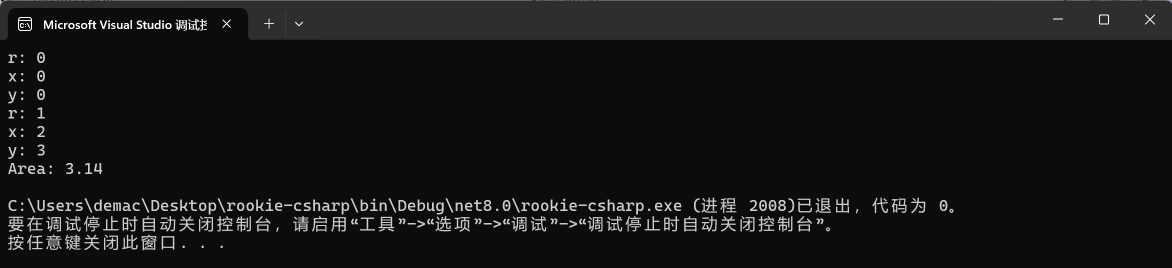 Microsoft Visual Studio 调试控
r: 0
x: 0
y: 0
r: 1
x: 2
y: 3
Area: 3.14
C:\Users\demac\Desktop\rookie-csharp\bin\Debug\net8.0\rookie-csharp.exe (进程 2008)已退出，代码为 0。
要在调试停止时自动关闭控制台，请启用“工具”->“选项”->“调试”->“调试停止时自动关闭控制台”。
按任意键关闭此窗口. . .